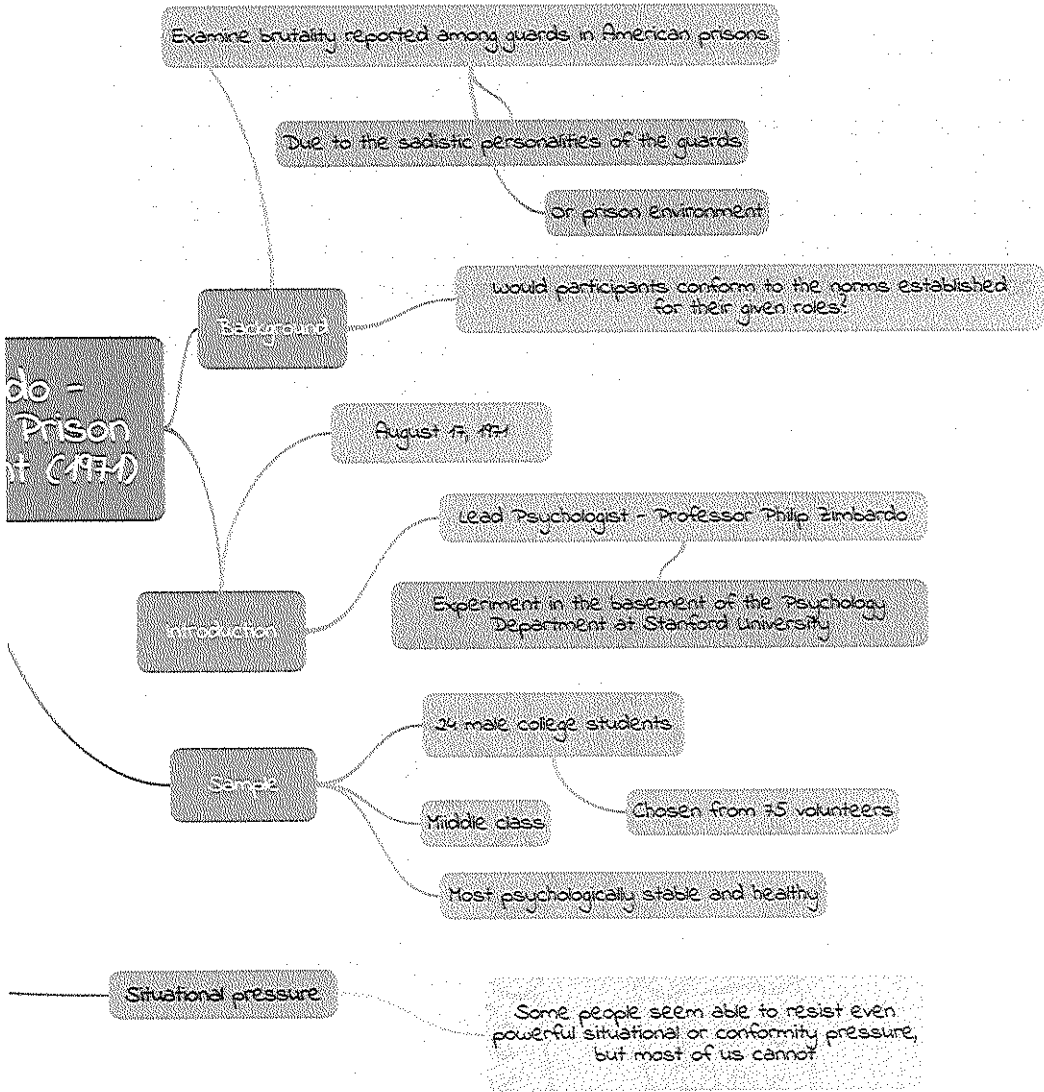 Examine brutality reported among guards in American prisons
Due to the sadistic personalities of the guards
Or prison environment
Would participants conform to the norms established
for their given roles?
Background
do -
Prison
nt (1971)
August 17, 1971
Lead Psychologist - Professor Philip Zimbardo
Experiment in the basement of the Psychology
Department at Stanford University
Introduction
24 male college students
Sample
Chosen from 75 volunteers
Miiddle class
Most psychologically stable and healthy
Situational pressure
Some people seem able to resist even
powerful situational or conformity pressure,
but most of us cannot